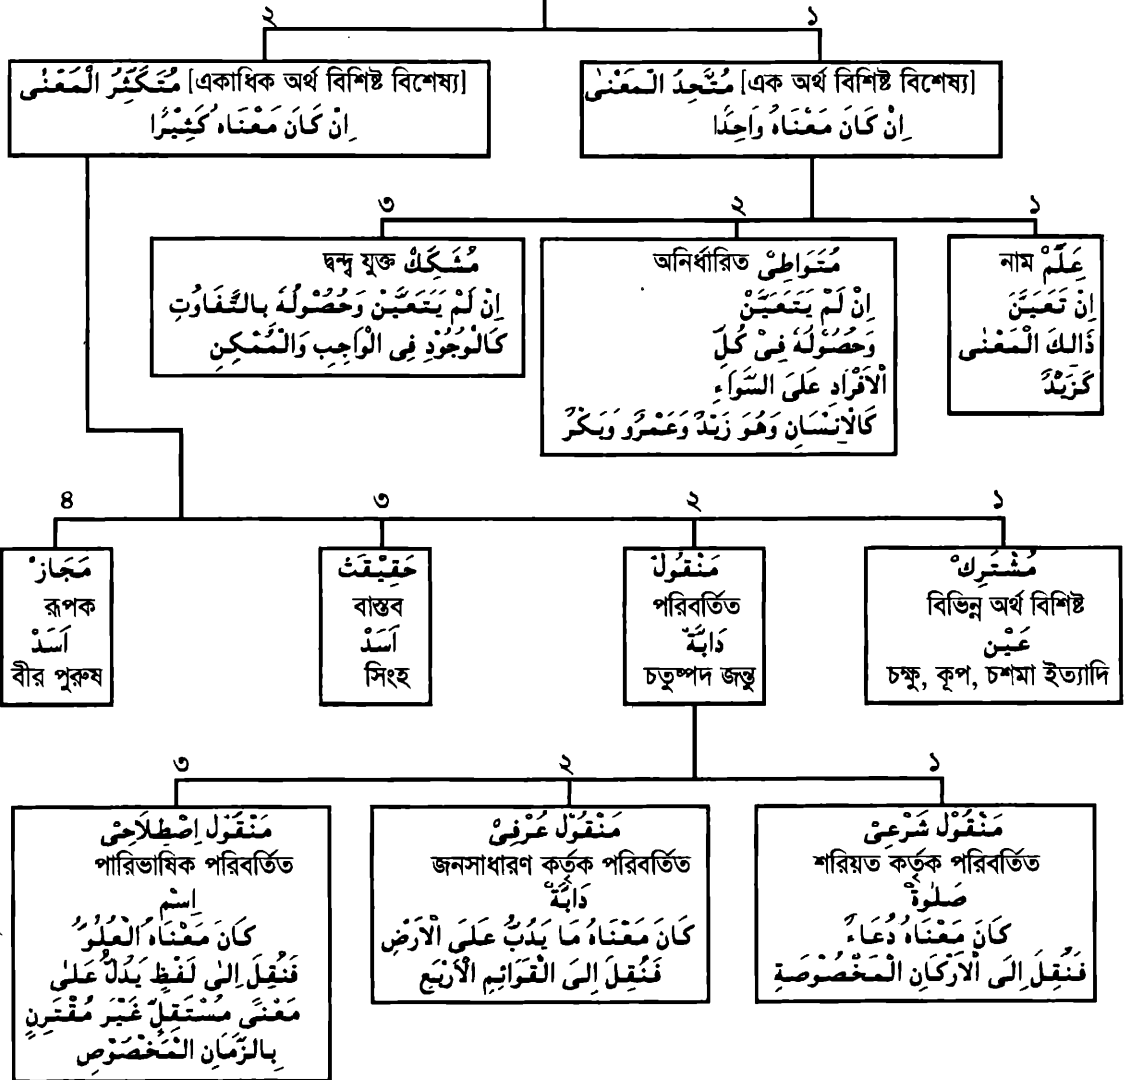 ১
২
مُتَّحِدُ الْمَعْنٰى [এক অর্থ বিশিষ্ট বিশেষ্য]
اِنْ كَانَ مَعْنَاهُ وَاحِدًا
مُتَكَثِّرُ الْمَعْنٰى [একাধিক অর্থ বিশিষ্ট বিশেষ্য]
اِنْ كَانَ مَعْنَاهُ كَثِيْرًا
১
২
৩
عَلَمٌ নাম
اِنْ تَعَيَّنَ
ذَالِكَ الْمَعْنٰى
كَزَيْدٌ
مُتَوَاطِىْ অনির্ধারিত
اِنْ لَمْ يَتَعَيَّنْ
وَحُصُوْلُهٗ فِىْ كُلِّ
الْاَفْرَادِ عَلَى السَّوَاءِ
كَالْاِنْسَانِ وَهُوَ زَيْدٌ وَعَمْرٌو وَبَكْرٌ
مُشَكِّكْ দ্বন্দ্ব যুক্ত
اِنْ لَمْ يَتَعَيَّنْ وَحُصُوْلُهٗ بِالتَّفَاوُتِ
كَالْوُجُوْدِ فِى الْوَاجِبِ وَالْمُمْكِنِ
১
২
৩
৪
مُشْتَرِكْ
বিভিন্ন অর্থ বিশিষ্ট
عَيْن
চক্ষু, কূপ, চশমা ইত্যাদি
مَنْقُولْ
পরিবর্তিত
دَابَّةٌ
চতুষ্পদ জন্তু
حَقِيْقَتْ
বাস্তব
اَسَدْ
সিংহ
مَجَازْ
রূপক
اَسَدْ
বীর পুরুষ
১
২
৩
مَنْقُوْل شَرْعِىْ
শরিয়ত কর্তৃক পরিবর্তিত
صَلٰوةٌ
كَانَ مَعْنَاهُ دُعَاءً
فَنُقِلَ اِلَى الْاَرْكَانِ الْمَخْصُوْصَةِ
مَنْقُوْل عُرْفِىْ
জনসাধারণ কর্তৃক পরিবর্তিত
دَابَّةٌ
كَانَ مَعْنَاهُ مَا يَدُبُّ عَلَى الْاَرْضِ
فَنُقِلَ اِلَى الْقَوَائِمِ الْاَرْبَعِ
مَنْقُوْل اِصْطِلَاحِىْ
পারিভাষিক পরিবর্তিত
اِسْم
كَانَ مَعْنَاهُ الْعُلُوُّ
فَنُقِلَ اِلٰى لَفْظٍ يَدُلُّ عَلٰى
مَعْنًى مُسْتَقِلٍّ غَيْرَ مُقْتَرِنٍ
بِالزَّمَانِ الْمَخْصُوْصِ